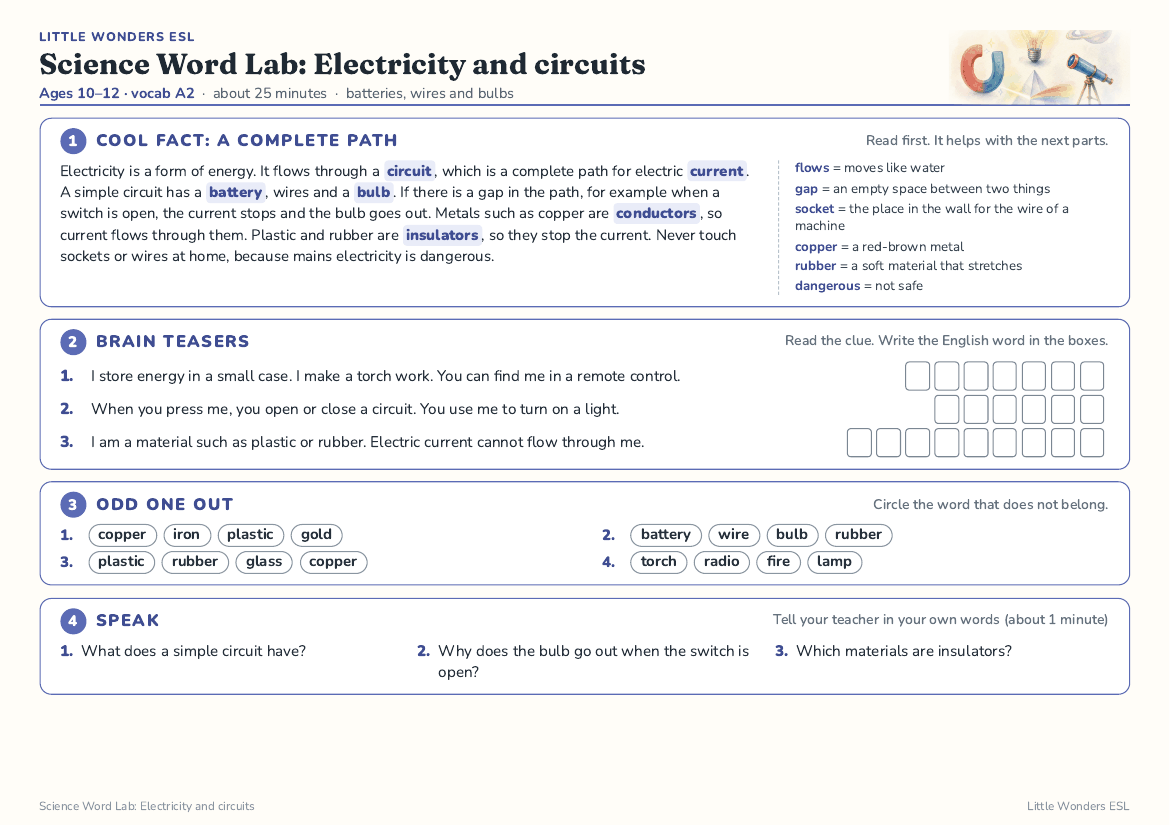 LITTLE WONDERS ESL
Science Word Lab: Electricity and circuits
Ages 10–12 · vocab A2 · about 25 minutes · batteries, wires and bulbs
1 COOL FACT: A COMPLETE PATH
Read first. It helps with the next parts.
Electricity is a form of energy. It flows through a circuit, which is a complete path for electric current.
A simple circuit has a battery, wires and a bulb. If there is a gap in the path, for example when a
switch is open, the current stops and the bulb goes out. Metals such as copper are conductors, so
current flows through them. Plastic and rubber are insulators, so they stop the current. Never touch
sockets or wires at home, because mains electricity is dangerous.
flows = moves like water
gap = an empty space between two things
socket = the place in the wall for the wire of a
machine
copper = a red-brown metal
rubber = a soft material that stretches
dangerous = not safe
2 BRAIN TEASERS
Read the clue. Write the English word in the boxes.
1. I store energy in a small case. I make a torch work. You can find me in a remote control.
2. When you press me, you open or close a circuit. You use me to turn on a light.
3. I am a material such as plastic or rubber. Electric current cannot flow through me.
3 ODD ONE OUT
Circle the word that does not belong.
1. copper iron plastic gold
2. battery wire bulb rubber
3. plastic rubber glass copper
4. torch radio fire lamp
4 SPEAK
Tell your teacher in your own words (about 1 minute)
1. What does a simple circuit have?
2. Why does the bulb go out when the switch is
open?
3. Which materials are insulators?
Science Word Lab: Electricity and circuits
Little Wonders ESL